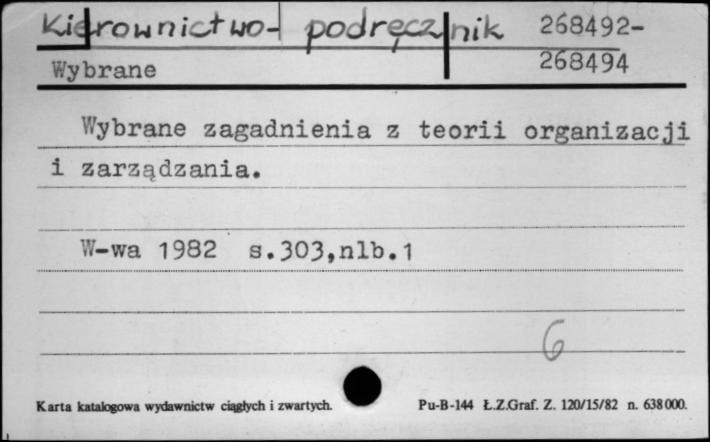 Kierownictwo- podręcznik 268492-
Wybrane 268494
Wybrane zagadnienia z teorii organizacji
i zarządzania.
W-wa 1982 s.303,nlb.1
6
Karta katalogowa wydawnictw ciągłych i zwartych. Pu-B-144 Ł.Z.Graf. Z. 120/15/82 n. 638000.